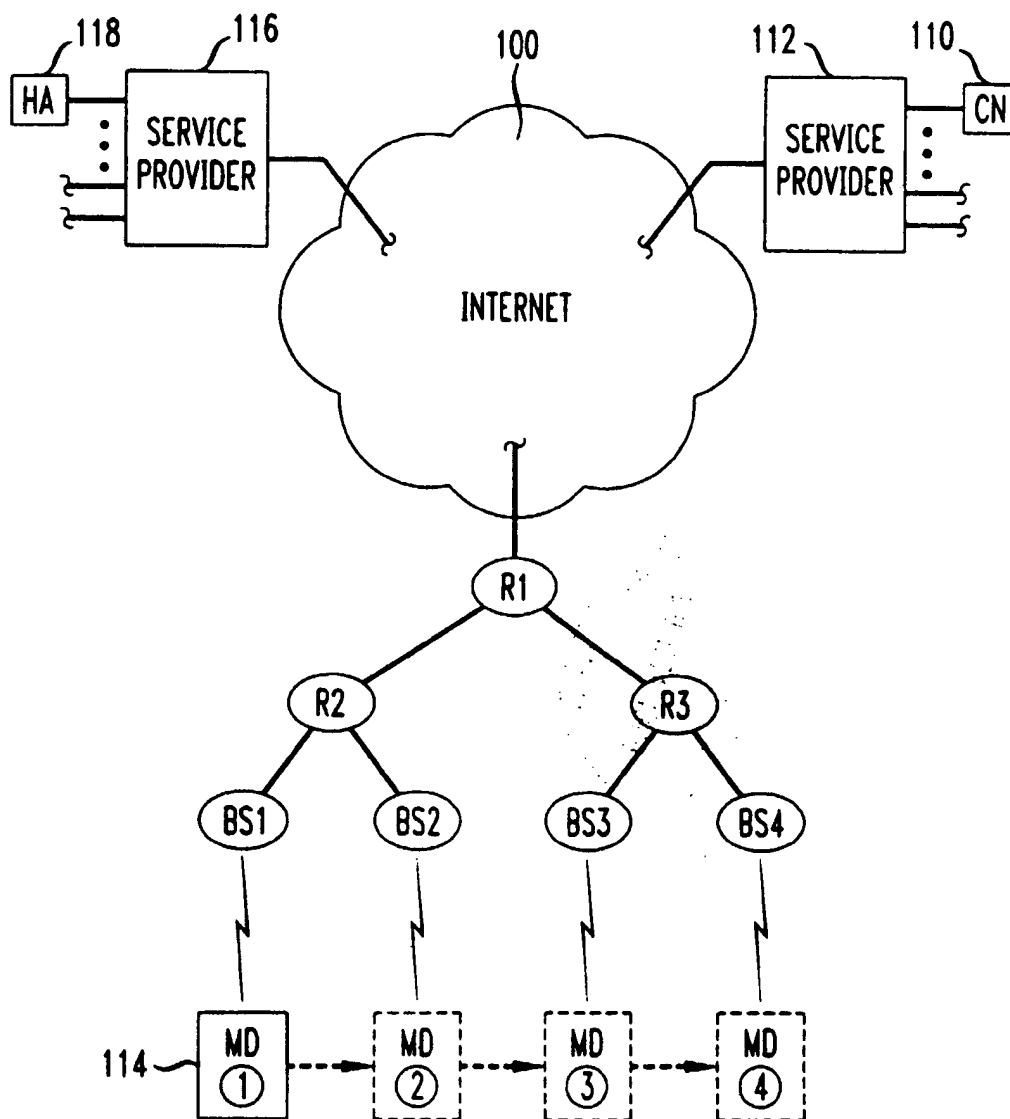 118
116
100
112
110
HA
SERVICE
PROVIDER
SERVICE
PROVIDER
CN
INTERNET
R1
R2
R3
BS1
BS2
BS3
BS4
114
MD
1
MD
2
MD
3
MD
4